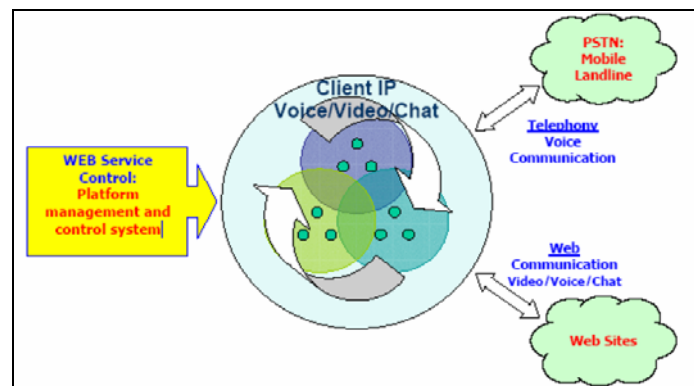 Client IP
Voice/Video/Chat
WEB Service
Control:
Platform
management and
control system
PSTN:
Mobile
Landline
Telephony
Voice
Communication
Web
Communication
Video/Voice/Chat
Web Sites